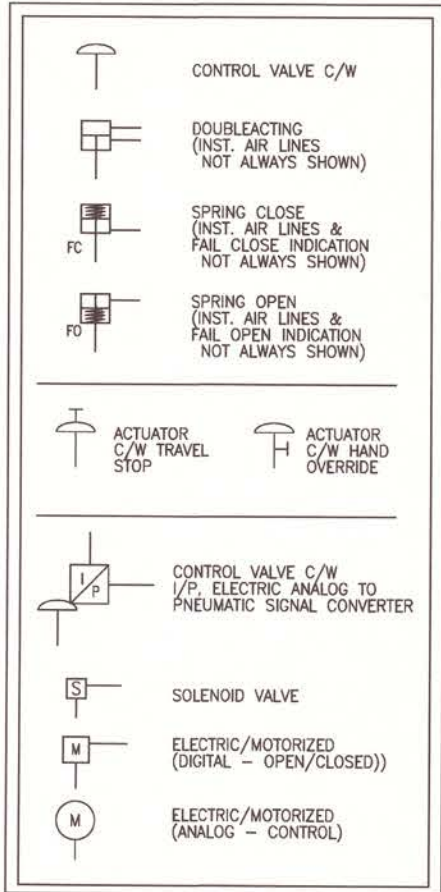 CONTROL VALVE C/W
DOUBLEACTING
(INST. AIR LINES
NOT ALWAYS SHOWN)
FC
SPRING CLOSE
(INST. AIR LINES &
FAIL CLOSE INDICATION
NOT ALWAYS SHOWN)
FO
SPRING OPEN
(INST. AIR LINES &
FAIL OPEN INDICATION
NOT ALWAYS SHOWN)
ACTUATOR
C/W TRAVEL
STOP
ACTUATOR
C/W HAND
OVERRIDE
I
P
CONTROL VALVE C/W
I/P, ELECTRIC ANALOG TO
PNEUMATIC SIGNAL CONVERTER
S
SOLENOID VALVE
M
ELECTRIC/MOTORIZED
(DIGITAL – OPEN/CLOSED))
M
ELECTRIC/MOTORIZED
(ANALOG – CONTROL)